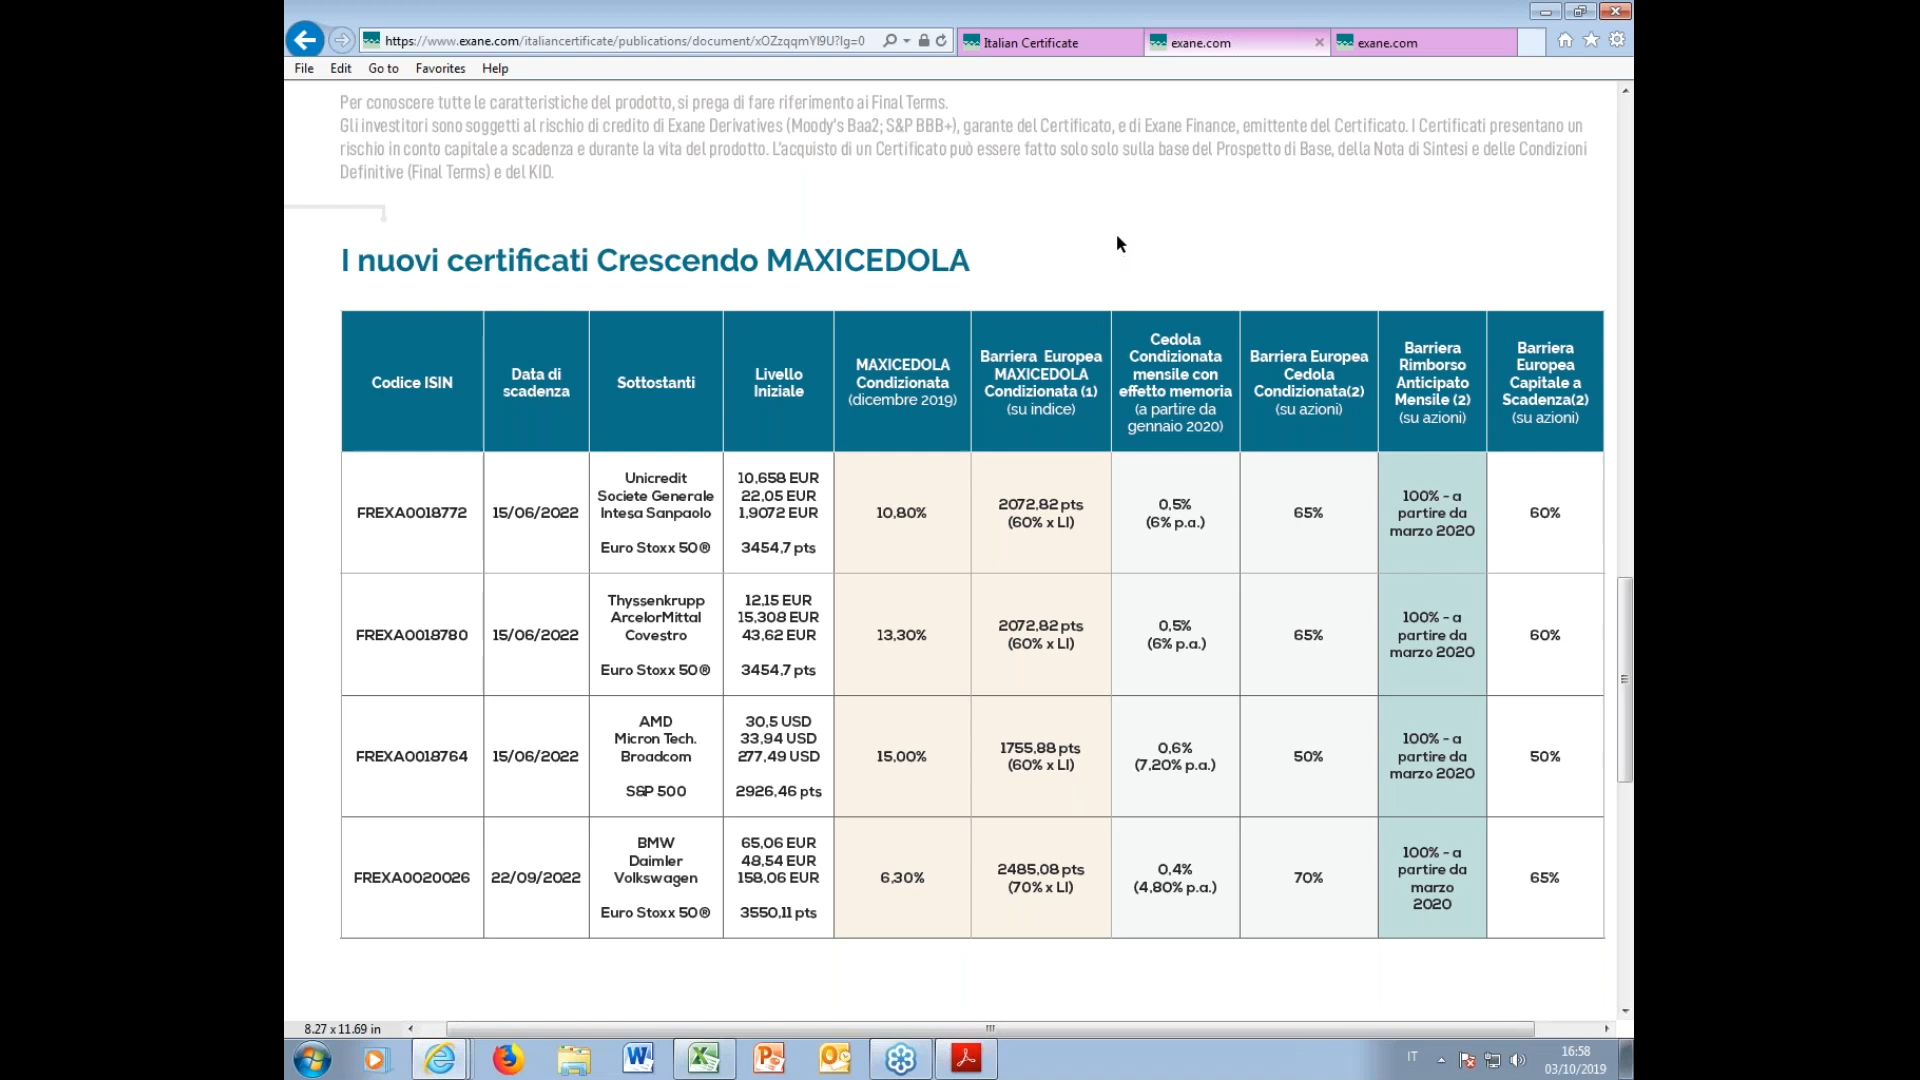 https://www.exane.com/italiancertificate/publications/document/xOZzqqmYI9U?lg=0
Italian Certificate
exane.com
exane.com
File Edit Go to Favorites Help
Per conoscere tutte le caratteristiche del prodotto, si prega di fare riferimento ai Final Terms.
Gli investitori sono soggetti al rischio di credito di Exane Derivatives (Moody's Baa2; S&P BBB+), garante del Certificato, e di Exane Finance, emittente del Certificato. I Certificati presentano un
rischio in conto capitale a scadenza e durante la vita del prodotto. L'acquisto di un Certificato può essere fatto solo solo sulla base del Prospetto di Base, della Nota di Sintesi e delle Condizioni
Definitive (Final Terms) e del KID.
I nuovi certificati Crescendo MAXICEDOLA
Codice ISIN
Data di
scadenza
Sottostanti
Livello
Iniziale
MAXICEDOLA
Condizionata
(dicembre 2019)
Barriera Europea
MAXICEDOLA
Condizionata (1)
(su indice)
Cedola
Condizionata
mensile con
effetto memoria
(a partire da
gennaio 2020)
Barriera Europea
Cedola
Condizionata(2)
(su azioni)
Barriera
Rimborso
Anticipato
Mensile (2)
(su azioni)
Barriera
Europea
Capitale a
Scadenza(2)
(su azioni)
FREXA0018772
15/06/2022
Unicredit
Societe Generale
Intesa Sanpaolo
Euro Stoxx 50®
10,658 EUR
22,05 EUR
1,9072 EUR
3454,7 pts
10,80%
2072,82 pts
(60% x LI)
0,5%
(6% p.a.)
65%
100% - a
partire da
marzo 2020
60%
FREXA0018780
15/06/2022
Thyssenkrupp
ArcelorMittal
Covestro
Euro Stoxx 50®
12,15 EUR
15,308 EUR
43,62 EUR
3454,7 pts
13,30%
2072,82 pts
(60% x LI)
0,5%
(6% p.a.)
65%
100% - a
partire da
marzo 2020
60%
FREXA0018764
15/06/2022
AMD
Micron Tech.
Broadcom
S&P 500
30,5 USD
33,94 USD
277,49 USD
2926,46 pts
15,00%
1755,88 pts
(60% x LI)
0,6%
(7,20% p.a.)
50%
100% - a
partire da
marzo 2020
50%
FREXA0020026
22/09/2022
BMW
Daimler
Volkswagen
Euro Stoxx 50®
65,06 EUR
48,54 EUR
158,06 EUR
3550,11 pts
6,30%
2485,08 pts
(70% x LI)
0,4%
(4,80% p.a.)
70%
100% - a
partire da
marzo
2020
65%
8.27 x 11.69 in
IT
16:58
03/10/2019